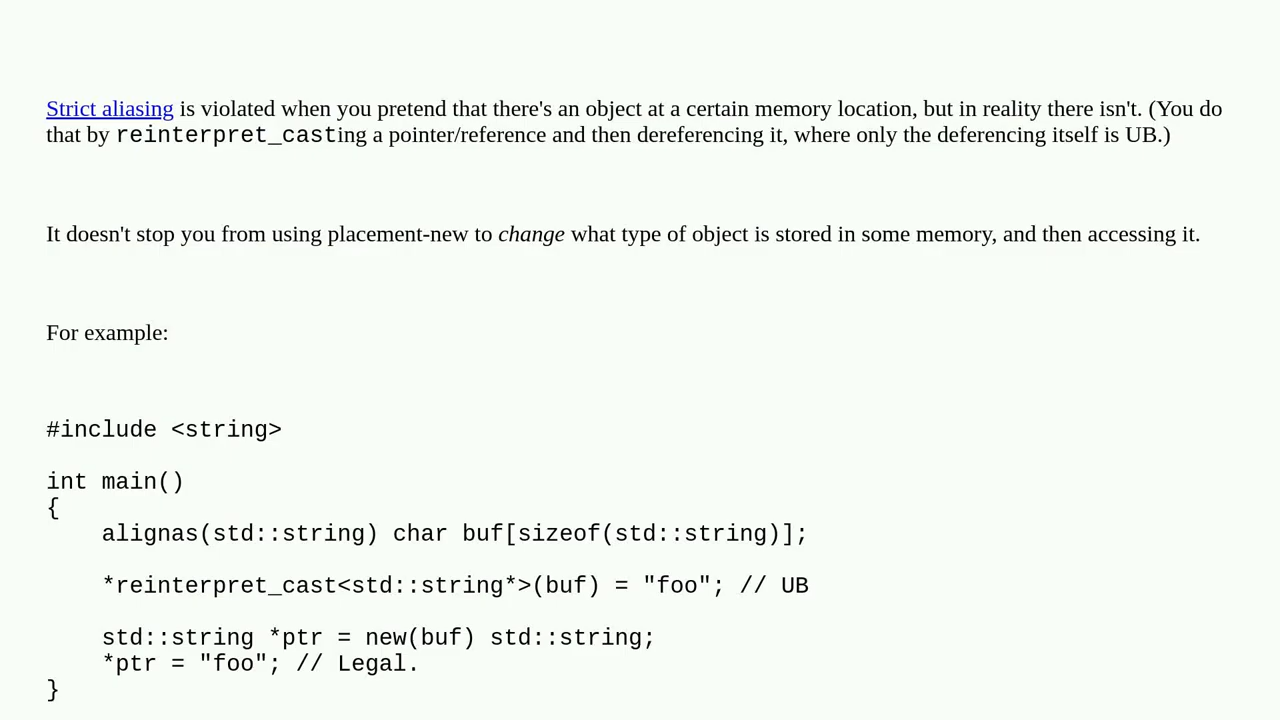 Strict aliasing is violated when you pretend that there's an object at a certain memory location, but in reality there isn't. (You do
that by reinterpret_casting a pointer/reference and then dereferencing it, where only the deferencing itself is UB.)
It doesn't stop you from using placement-new to change what type of object is stored in some memory, and then accessing it.
For example:
#include <string>
int main()
{
    alignas(std::string) char buf[sizeof(std::string)];
    *reinterpret_cast<std::string*>(buf) = "foo"; // UB
    std::string *ptr = new(buf) std::string;
    *ptr = "foo"; // Legal.
}